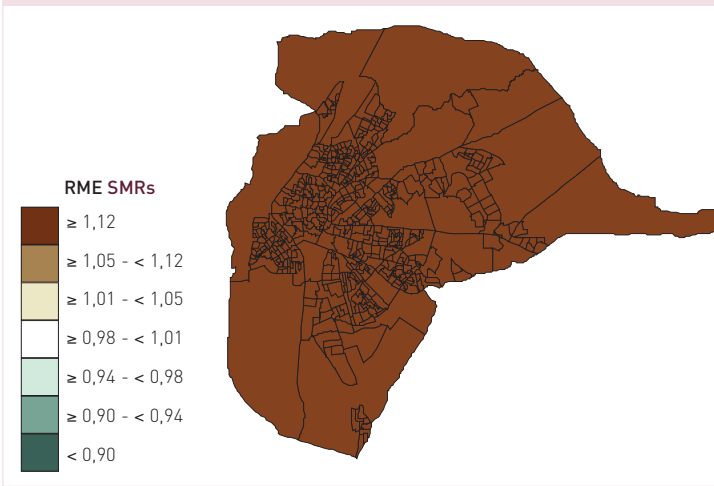 RME SMRs
≥ 1,12
≥ 1,05 - < 1,12
≥ 1,01 - < 1,05
≥ 0,98 - < 1,01
≥ 0,94 - < 0,98
≥ 0,90 - < 0,94
< 0,90